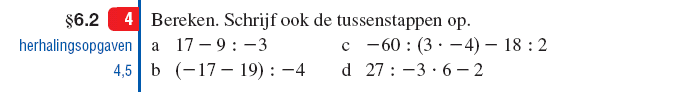 §6.2 4 Bereken. Schrijf ook de tussenstappen op.
herhalingsopgaven a 17 – 9 : –3 c –60 : (3 · –4) – 18 : 2
4,5 b (–17 – 19) : –4 d 27 : –3 · 6 – 2